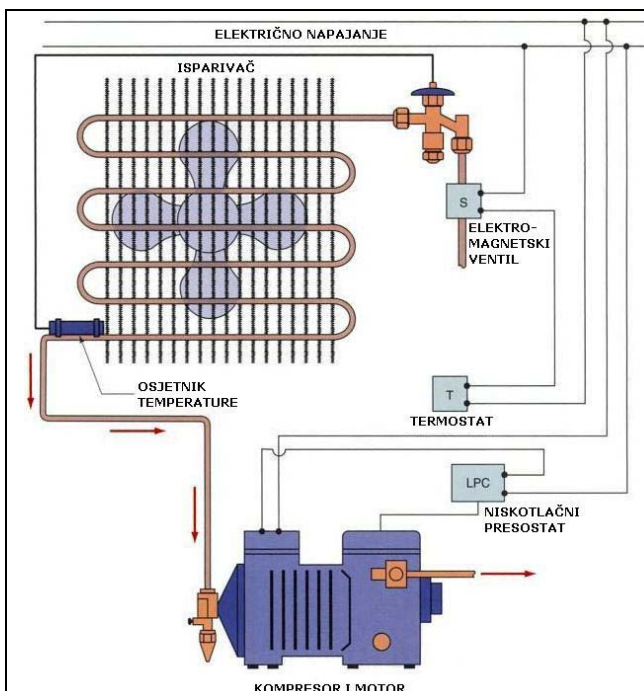 ELEKTRIČNO NAPAJANJE
ISPARIVAČ
S
ELEKTRO-
MAGNETSKI
VENTIL
OSJETNIK
TEMPERATURE
T
TERMOSTAT
LPC
NISKOTLAČNI
PRESOSTAT
KOMPRESOR I MOTOR